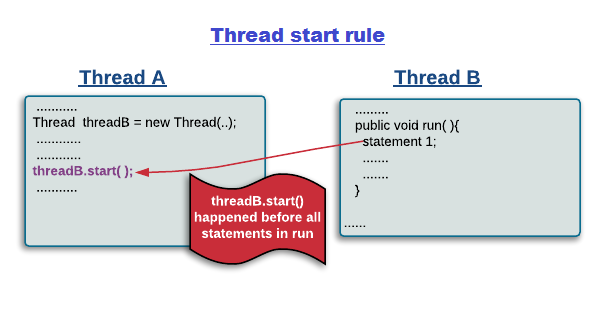 Thread start rule
Thread A
...........
Thread  threadB = new Thread(..);
............
............
threadB.start( );
...........
Thread B
.........
public void run( ){
statement 1;
.......
.......
}
......
threadB.start()
happened before all
statements in run